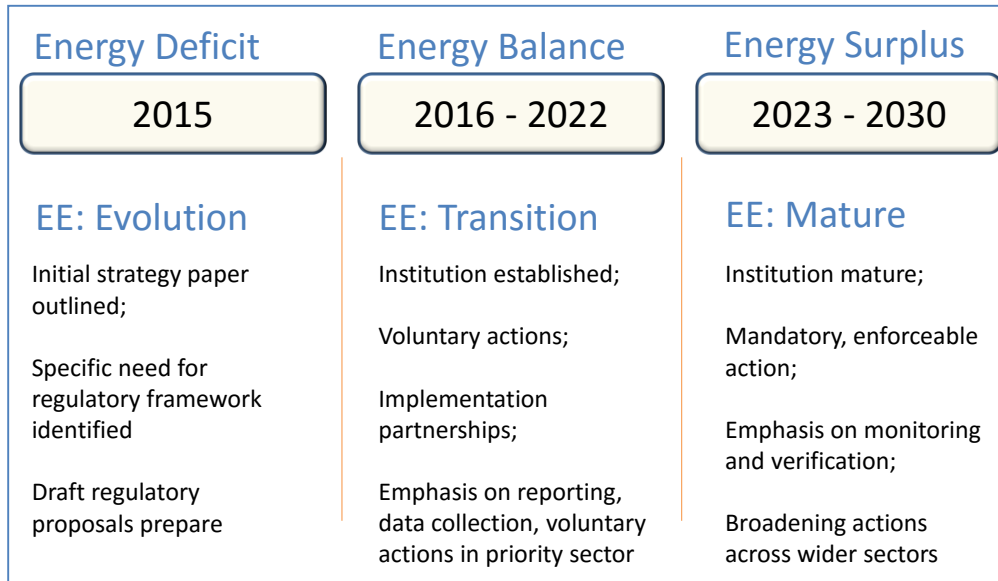 Energy Deficit
2015
EE: Evolution
Initial strategy paper
outlined;
Specific need for
regulatory framework
identified
Draft regulatory
proposals prepare
Energy Balance
2016 - 2022
EE: Transition
Institution established;
Voluntary actions;
Implementation
partnerships;
Emphasis on reporting,
data collection, voluntary
actions in priority sector
Energy Surplus
2023 - 2030
EE: Mature
Institution mature;
Mandatory, enforceable
action;
Emphasis on monitoring
and verification;
Broadening actions
across wider sectors